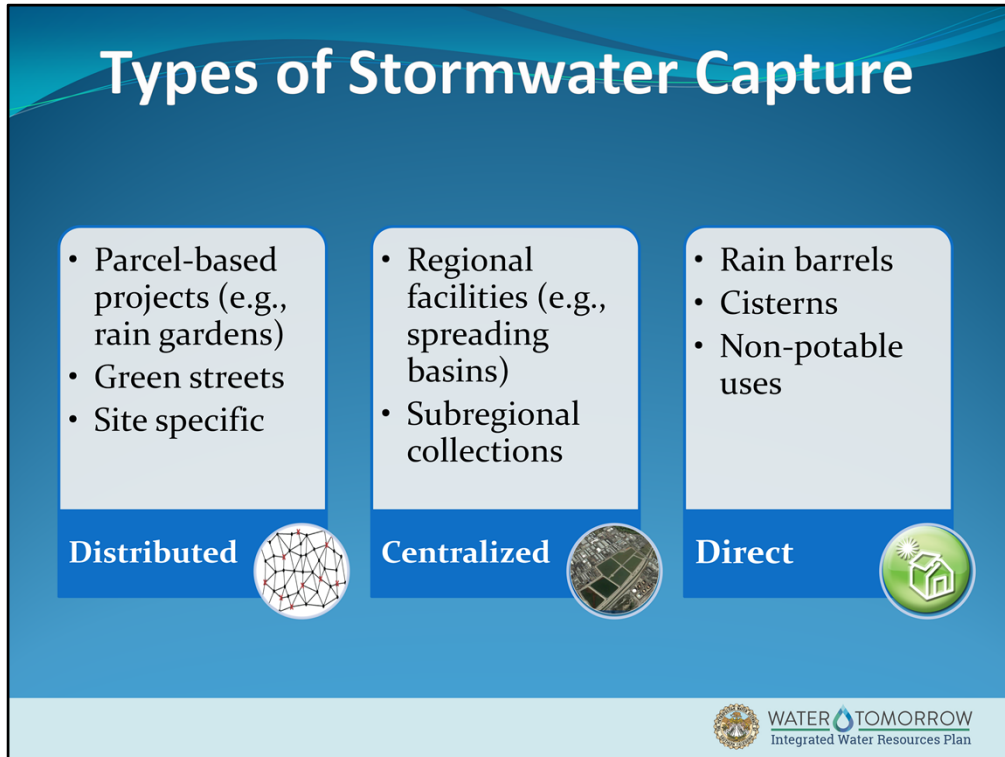 Types of Stormwater Capture
• Parcel-based
projects (e.g.,
rain gardens)
• Green streets
• Site specific
Distributed
• Regional
facilities (e.g.,
spreading
basins)
• Subregional
collections
Centralized
• Rain barrels
• Cisterns
• Non-potable
uses
Direct
WATER TOMORROW
Integrated Water Resources Plan